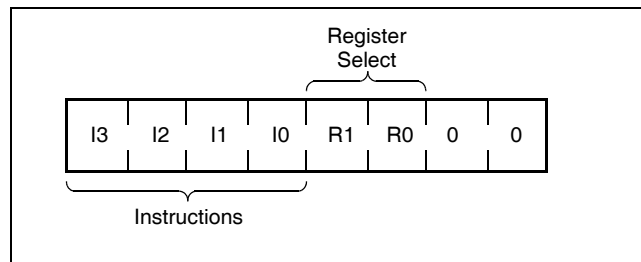 Register
Select
I3 I2 I1 I0 R1 R0 0 0
Instructions